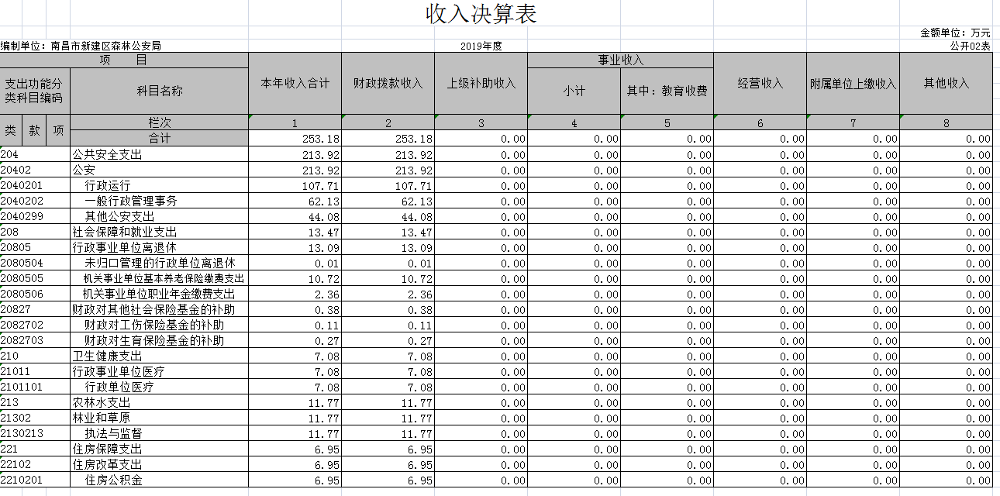 收入决算表
金额单位：万元
编制单位：南昌市新建区森林公安局 2019年度 公开02表
项 目 本年收入合计 财政拨款收入 上级补助收入 事业收入 经营收入 附属单位上缴收入 其他收入
支出功能分类科目编码 科目名称 小计 其中：教育收费
类 款 项 栏次 1 2 3 4 5 6 7 8
合计 253.18 253.18 0.00 0.00 0.00 0.00 0.00 0.00
204 公共安全支出 213.92 213.92 0.00 0.00 0.00 0.00 0.00 0.00
20402 公安 213.92 213.92 0.00 0.00 0.00 0.00 0.00 0.00
2040201 行政运行 107.71 107.71 0.00 0.00 0.00 0.00 0.00 0.00
2040202 一般行政管理事务 62.13 62.13 0.00 0.00 0.00 0.00 0.00 0.00
2040299 其他公安支出 44.08 44.08 0.00 0.00 0.00 0.00 0.00 0.00
208 社会保障和就业支出 13.47 13.47 0.00 0.00 0.00 0.00 0.00 0.00
20805 行政事业单位离退休 13.09 13.09 0.00 0.00 0.00 0.00 0.00 0.00
2080504 未归口管理的行政单位离退休 0.01 0.01 0.00 0.00 0.00 0.00 0.00 0.00
2080505 机关事业单位基本养老保险缴费支出 10.72 10.72 0.00 0.00 0.00 0.00 0.00 0.00
2080506 机关事业单位职业年金缴费支出 2.36 2.36 0.00 0.00 0.00 0.00 0.00 0.00
20827 财政对其他社会保险基金的补助 0.38 0.38 0.00 0.00 0.00 0.00 0.00 0.00
2082702 财政对工伤保险基金的补助 0.11 0.11 0.00 0.00 0.00 0.00 0.00 0.00
2082703 财政对生育保险基金的补助 0.27 0.27 0.00 0.00 0.00 0.00 0.00 0.00
210 卫生健康支出 7.08 7.08 0.00 0.00 0.00 0.00 0.00 0.00
21011 行政事业单位医疗 7.08 7.08 0.00 0.00 0.00 0.00 0.00 0.00
2101101 行政单位医疗 7.08 7.08 0.00 0.00 0.00 0.00 0.00 0.00
213 农林水支出 11.77 11.77 0.00 0.00 0.00 0.00 0.00 0.00
21302 林业和草原 11.77 11.77 0.00 0.00 0.00 0.00 0.00 0.00
2130213 执法与监督 11.77 11.77 0.00 0.00 0.00 0.00 0.00 0.00
221 住房保障支出 6.95 6.95 0.00 0.00 0.00 0.00 0.00 0.00
22102 住房改革支出 6.95 6.95 0.00 0.00 0.00 0.00 0.00 0.00
2210201 住房公积金 6.95 6.95 0.00 0.00 0.00 0.00 0.00 0.00